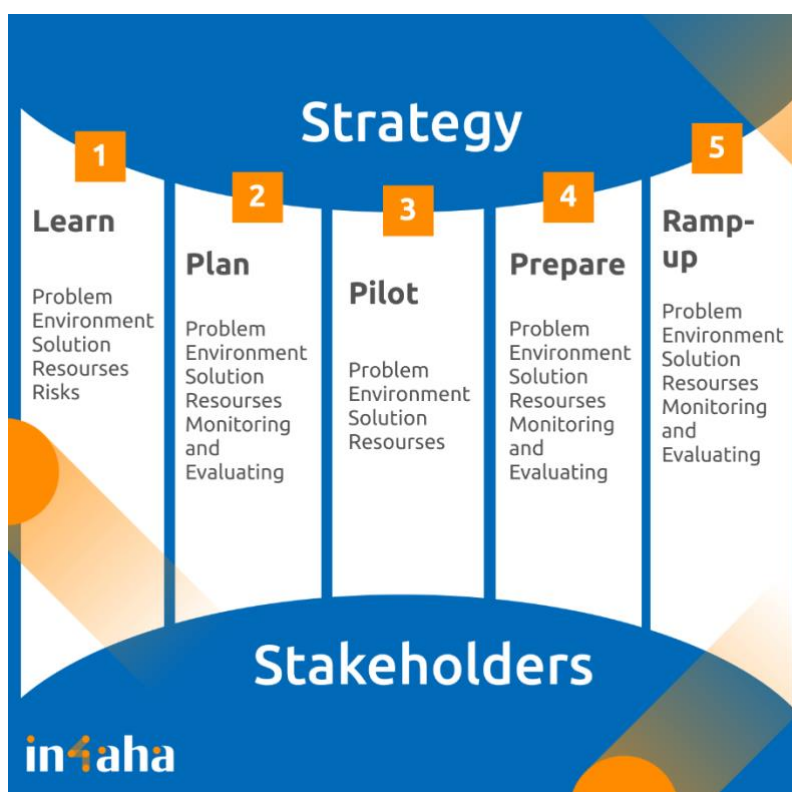 Strategy
1
Learn
Problem
Environment
Solution
Resourses
Risks
2
Plan
Problem
Environment
Solution
Resourses
Monitoring
and
Evaluating
3
Pilot
Problem
Environment
Solution
Resourses
4
Prepare
Problem
Environment
Solution
Resourses
Monitoring
and
Evaluating
5
Ramp-
up
Problem
Environment
Solution
Resourses
Monitoring
and
Evaluating
Stakeholders
in4aha